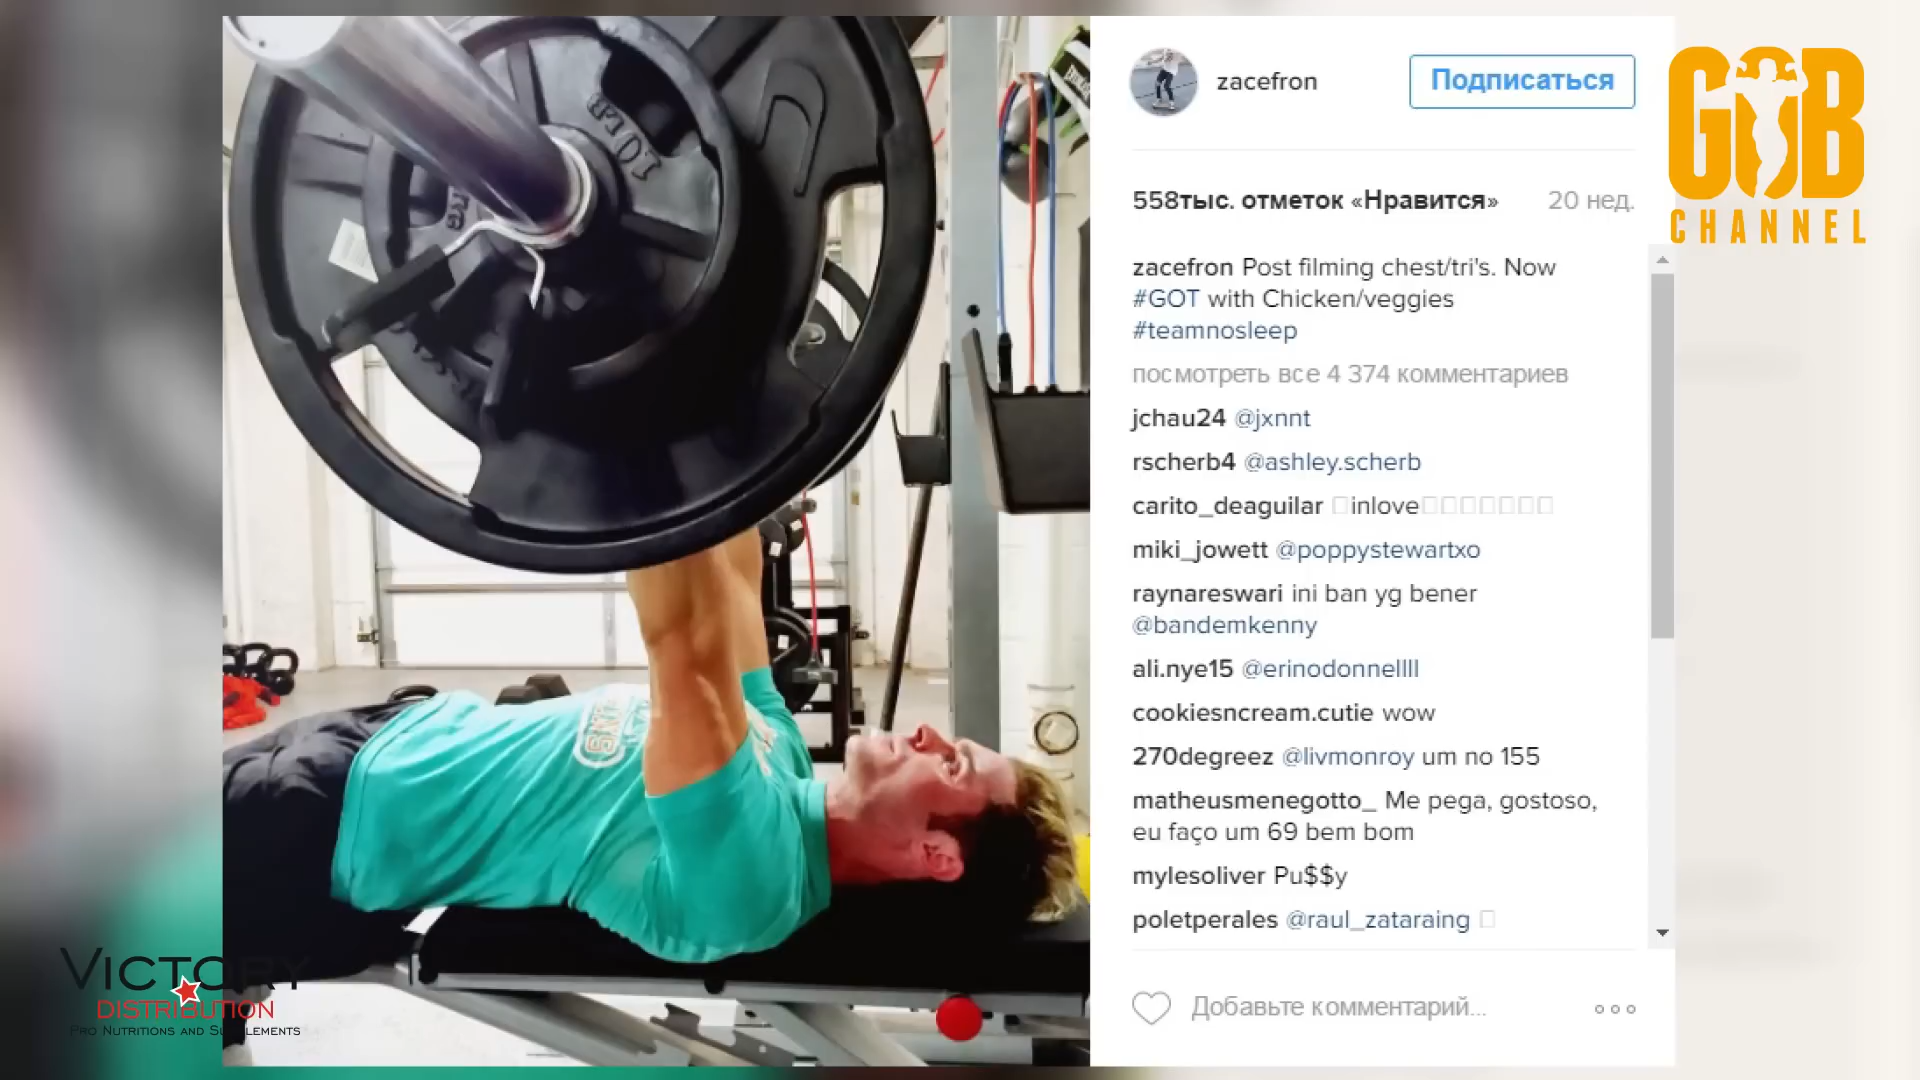 zacefron
Подписаться
GOB
CHANNEL
558тыс. отметок «Нравится»
20 нед.
zacefron Post filming chest/tri's. Now
#GOT with Chicken/veggies
#teamnosleep
посмотреть все 4 374 комментариев
jchau24 @jxnnt
rscherb4 @ashley.scherb
carito_deaguilar inlove
miki_jowett @poppystewartxo
raynareswari ini ban yg bener
@bandemkenny
ali.nye15 @erinodonnellll
cookiesncream.cutie wow
270degreez @livmonroy um no 155
matheusmenegotto_ Me pega, gostoso,
eu faço um 69 bem bom
mylesoliver Pu$$y
poletperales @raul_zataraing
Добавьте комментарий...
VICTORY
DISTRIBUTION
PRO NUTRITIONS AND SUPPLEMENTS